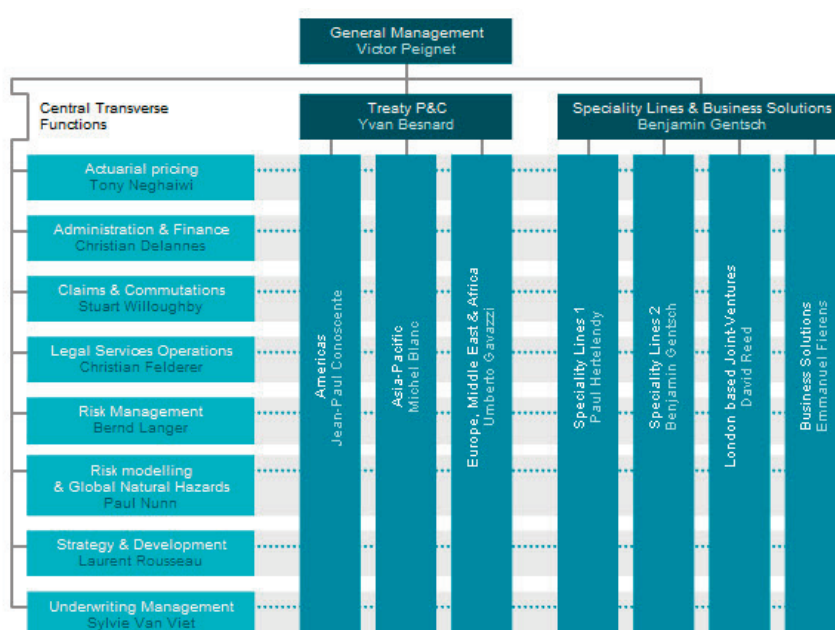 General Management
Victor Peignet
Central Transverse
Functions
Treaty P&C
Yvan Besnard
Speciality Lines & Business Solutions
Benjamin Gentsch
Actuarial pricing
Tony Neghaiwi
Administration & Finance
Christian Delannes
Claims & Commutations
Stuart Willoughby
Legal Services Operations
Christian Felderer
Risk Management
Bernd Langer
Risk modelling
& Global Natural Hazards
Paul Nunn
Strategy & Development
Laurent Rousseau
Underwriting Management
Sylvie Van Viet
Americas
Jean-Paul Conoscente
Asia-Pacific
Michel Blanc
Europe, Middle East & Africa
Umberto Gavazzi
Speciality Lines 1
Paul Hertelendy
Speciality Lines 2
Benjamin Gentsch
London based Joint-Ventures
David Reed
Business Solutions
Emmanuel Fierens